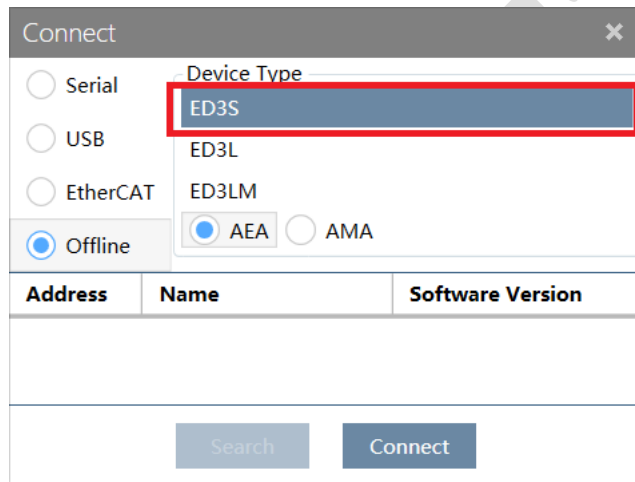 Connect
Serial
USB
EtherCAT
Offline
Device Type
ED3S
ED3L
ED3LM
AEA AMA
Address Name Software Version
Search Connect